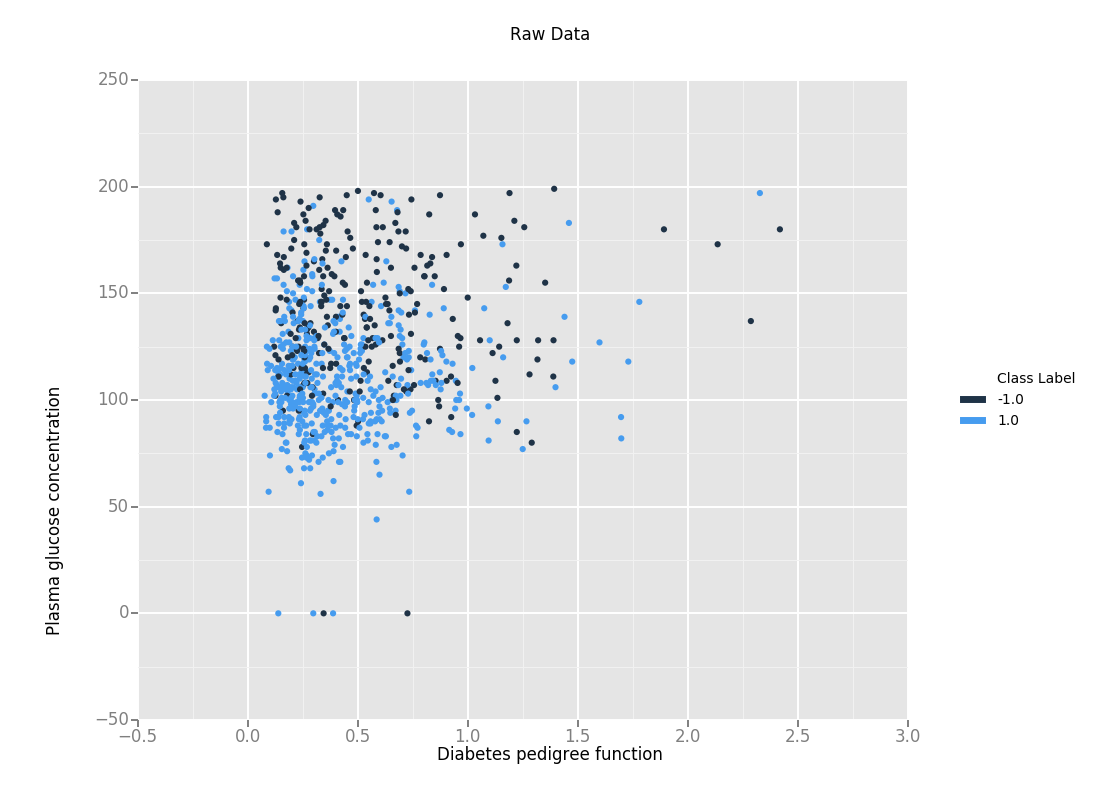 Raw Data
250
200
150
100
50
0
−50
−0.5 0.0 0.5 1.0 1.5 2.0 2.5 3.0
Diabetes pedigree function
Plasma glucose concentration
Class Label
-1.0
1.0